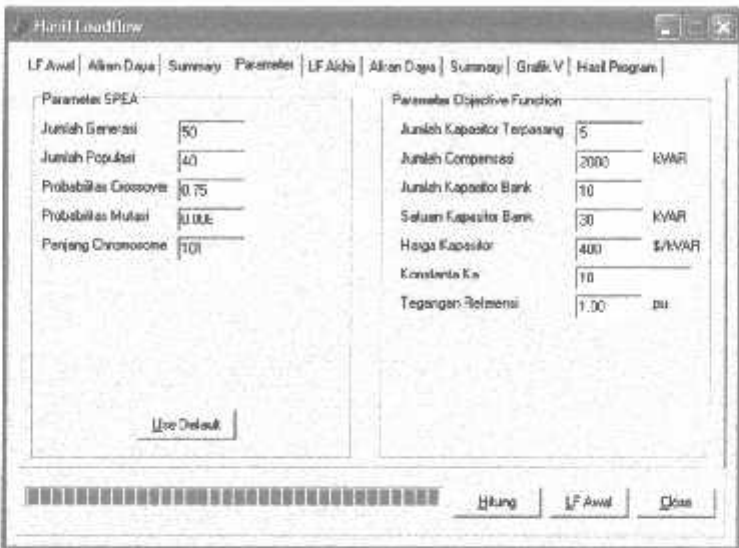 Hasil Loadflow
LF Awal Aliran Daya Summary Parameter LF Akhir Aliran Daya Summary Grafik V Hasil Program
Parameter SPEA
Jumlah Generasi 50
Jumlah Populasi 40
Probabilitas Crossover 0.75
Probabilitas Mutasi
Panjang Chromosome 101
Use Default
Parameter Objective Function
Jumlah Kapasitor Terpasang 5
Jumlah Compensasi 2000 kVAR
Jumlah Kapasitor Bank 10
Satuan Kapasitor Bank 30 kVAR
Harga Kapasitor 400 $/kVAR
Konstanta Ka 10
Tegangan Referensi 1.00 pu
Hitung LF Awal Close